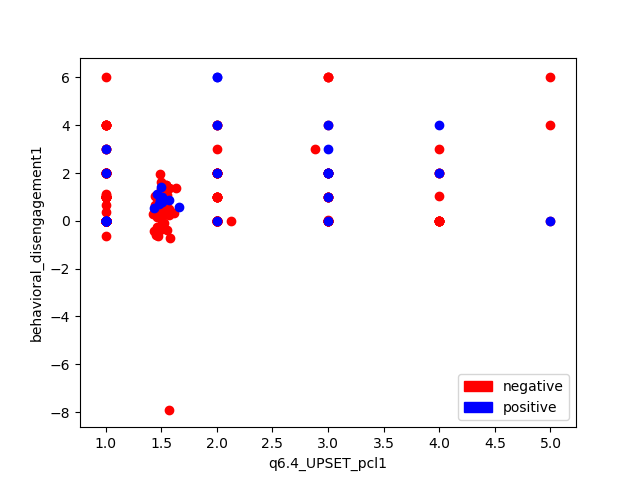 6
4
2
0
−2
−4
−6
−8
behavioral_disengagement1
1.0 1.5 2.0 2.5 3.0 3.5 4.0 4.5 5.0
q6.4_UPSET_pcl1
negative
positive